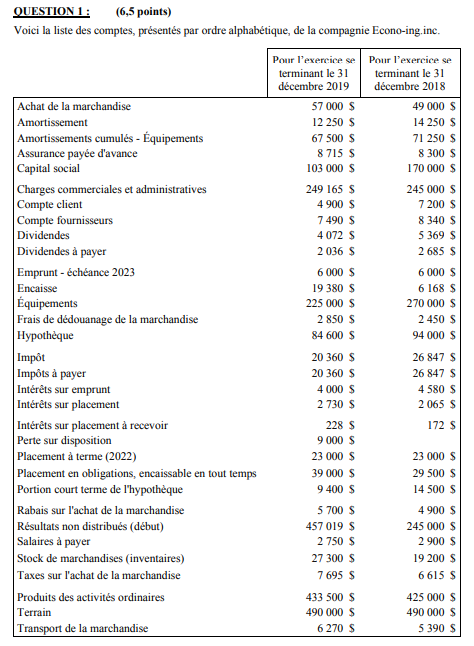 QUESTION 1 : (6,5 points)
Voici la liste des comptes, présentés par ordre alphabétique, de la compagnie Econo-ing.inc.
Pour l'exercice se Pour l'exercice se
terminant le 31 terminant le 31
décembre 2019 décembre 2018
Achat de la marchandise 57 000 $ 49 000 $
Amortissement 12 250 $ 14 250 $
Amortissements cumulés - Équipements 67 500 $ 71 250 $
Assurance payée d'avance 8 715 $ 8 300 $
Capital social 103 000 $ 170 000 $
Charges commerciales et administratives 249 165 $ 245 000 $
Compte client 4 900 $ 7 200 $
Compte fournisseurs 7 490 $ 8 340 $
Dividendes 4 072 $ 5 369 $
Dividendes à payer 2 036 $ 2 685 $
Emprunt - échéance 2023 6 000 $ 6 000 $
Encaisse 19 380 $ 6 168 $
Équipements 225 000 $ 270 000 $
Frais de dédouanage de la marchandise 2 850 $ 2 450 $
Hypothèque 84 600 $ 94 000 $
Impôt 20 360 $ 26 847 $
Impôts à payer 20 360 $ 26 847 $
Intérêts sur emprunt 4 000 $ 4 580 $
Intérêts sur placement 2 730 $ 2 065 $
Intérêts sur placement à recevoir 228 $ 172 $
Perte sur disposition 9 000 $
Placement à terme (2022) 23 000 $ 23 000 $
Placement en obligations, encaissable en tout temps 39 000 $ 29 500 $
Portion court terme de l'hypothèque 9 400 $ 14 500 $
Rabais sur l'achat de la marchandise 5 700 $ 4 900 $
Résultats non distribués (début) 457 019 $ 245 000 $
Salaires à payer 2 750 $ 2 900 $
Stock de marchandises (inventaires) 27 300 $ 19 200 $
Taxes sur l'achat de la marchandise 7 695 $ 6 615 $
Produits des activités ordinaires 433 500 $ 425 000 $
Terrain 490 000 $ 490 000 $
Transport de la marchandise 6 270 $ 5 390 $